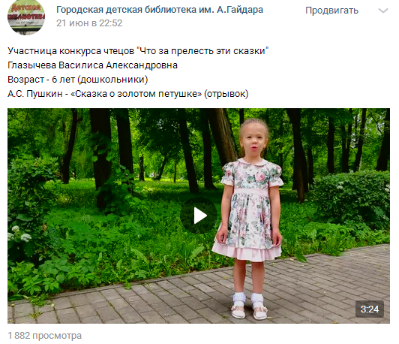 Городская детская библиотека им. А.Гайдара
Продвигать
21 июн в 22:52
Участница конкурса чтецов "Что за прелесть эти сказки"
Глазычева Василиса Александровна
Возраст - 6 лет (дошкольники)
А.С. Пушкин - «Сказка о золотом петушке» (отрывок)
3:24
1 882 просмотра